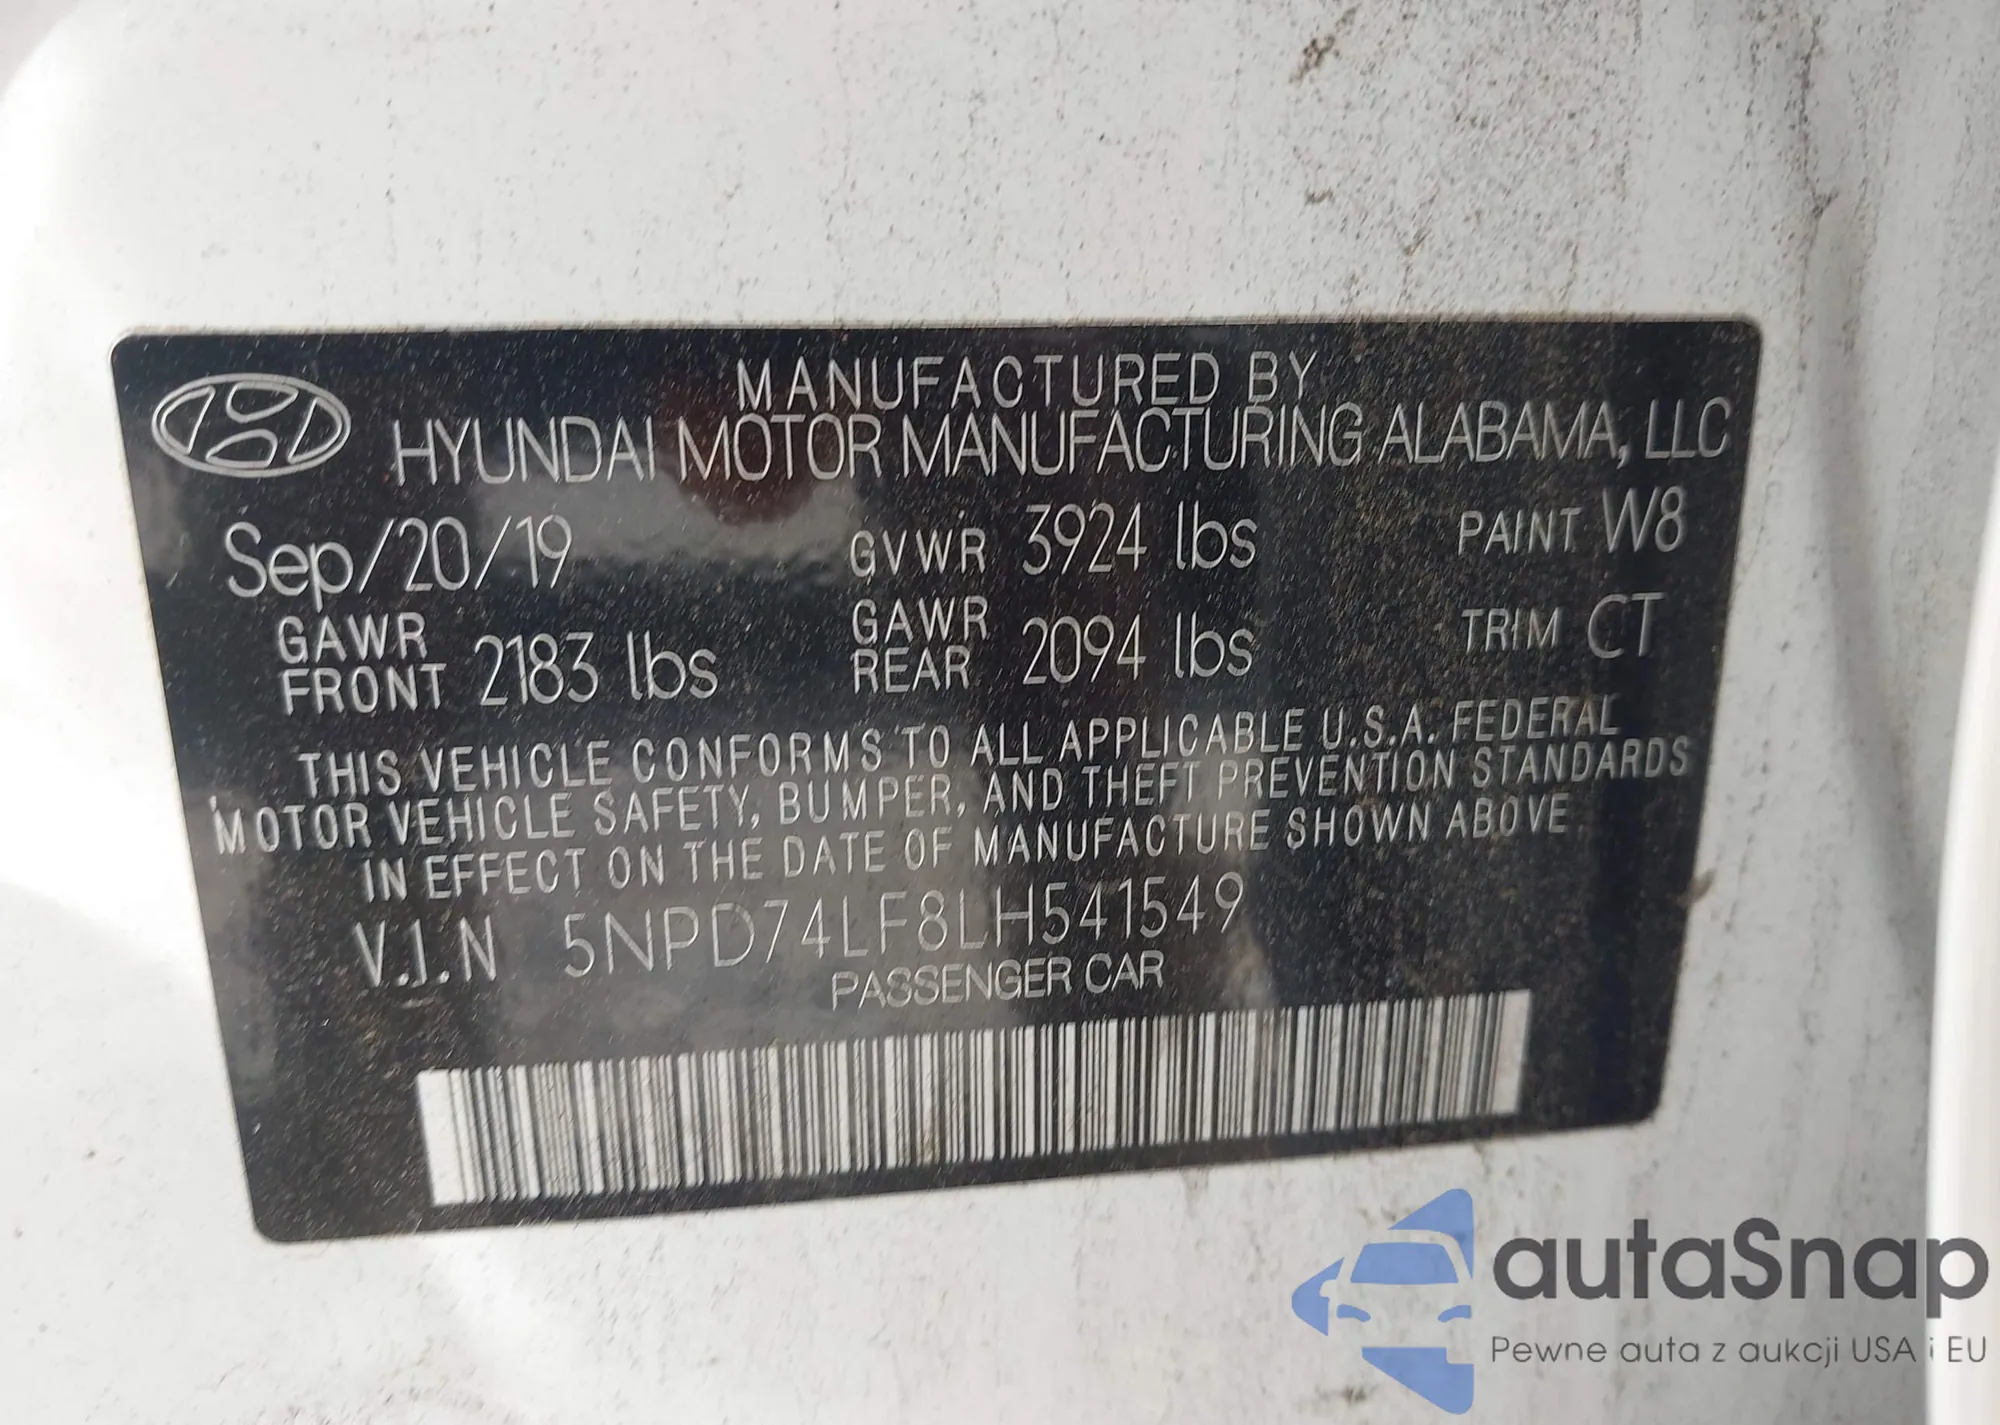 MANUFACTURED BY
HYUNDAI MOTOR MANUFACTURING ALABAMA, LLC
Sep/20/19 GVWR 3924 lbs PAINT W8
GAWR FRONT 2183 lbs GAWR REAR 2094 lbs TRIM CT
THIS VEHICLE CONFORMS TO ALL APPLICABLE U.S.A. FEDERAL
MOTOR VEHICLE SAFETY, BUMPER, AND THEFT PREVENTION STANDARDS
IN EFFECT ON THE DATE OF MANUFACTURE SHOWN ABOVE
V.I.N 5NPD74LF8LH541549
PASSENGER CAR
autaSnap
Pewne auta z aukcji USA i EU